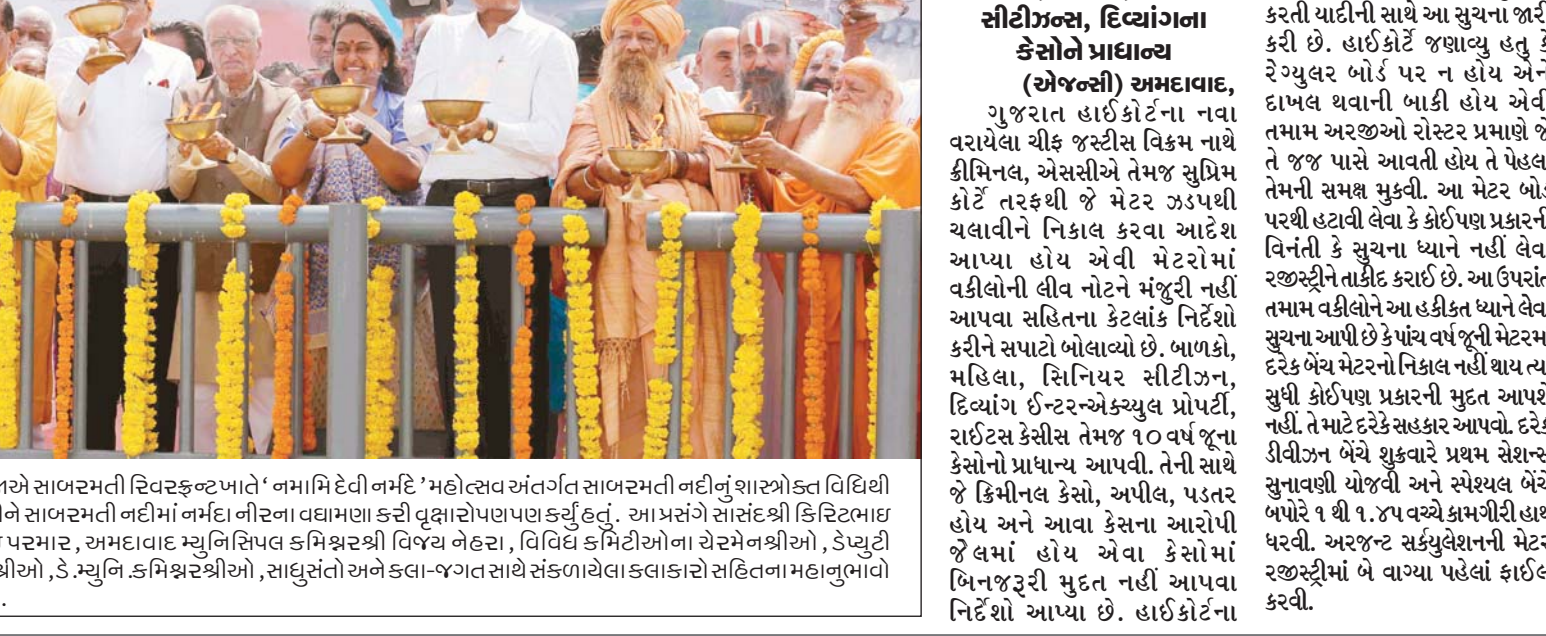 લએ સાબરમતી રિવરફ્રન્ટ ખાતે ‘ નમામિ દેવી નર્મદે ’ મહોત્સવ અંતર્ગત સાબરમતી નદીનું શાસ્ત્રોક્ત વિધિથી
ને સાબરમતી નદીમાં નર્મદા નીરના વધામણા કરી વૃક્ષારોપણ પણ કર્યું હતું. આ પ્રસંગે સાસંદશ્રી કિરિટભાઇ
પરમાર , અમદાવાદ મ્યુનિસિપલ કમિશ્નરશ્રી વિજય નેહરા , વિવિધ કમિટીઓના ચેરમેનશ્રીઓ , ડેપ્યુટી
શ્રીઓ , ડે .મ્યુનિ .કમિશ્નરશ્રીઓ , સાધુસંતો અને કલા-જગત સાથે સંકળાયેલા કલાકારો સહિતના મહાનુભાવો
.
સીટીઝન્સ, દિવ્યાંગના
કેસોને પ્રાધાન્ય
(એજન્સી) અમદાવાદ,
ગુજરાત હાઈકોર્ટના નવા
વરાયેલા ચીફ જસ્ટીસ વિક્રમ નાથે
ક્રીમિનલ, એસસીએ તેમજ સુપ્રિમ
કોર્ટે તરફથી જે મેટર ઝડપથી
ચલાવીને નિકાલ કરવા આદેશ
આપ્યા હોય એવી મેટરોમાં
વકીલોની લીવ નોટને મંજુરી નહીં
આપવા સહિતના કેટલાંક નિર્દેશો
કરીને સપાટો બોલાવ્યો છે. બાળકો,
મહિલા, સિનિયર સીટીઝન,
દિવ્યાંગ ઈન્ટરન્એક્ચ્યુલ પ્રોપર્ટી,
રાઈટસ કેસીસ તેમજ ૧૦ વર્ષ જૂના
કેસોનો પ્રાધાન્ય આપવી. તેની સાથે
જે ક્રિમીનલ કેસો, અપીલ, પડતર
હોય અને આવા કેસના આરોપી
જેલમાં હોય એવા કેસોમાં
બિનજરૂરી મુદત નહીં આપવા
નિર્દેશો આપ્યા છે. હાઈકોર્ટના
કરતી યાદીની સાથે આ સુચના જારી
કરી છે. હાઈકોર્ટે જણાવ્યુ હતુ કે
રેગ્યુલર બોર્ડ પર ન હોય એને
દાખલ થવાની બાકી હોય એવી
તમામ અરજીઓ રોસ્ટર પ્રમાણે જે
તે જજ પાસે આવતી હોય તે પેહલા
તેમની સમક્ષ મુકવી. આ મેટર બોર્ડ
પરથી હટાવી લેવા કે કોઈપણ પ્રકારની
વિનંતી કે સુચના ધ્યાને નહીં લેવા
રજીસ્ટ્રીને તાકીદ કરાઈ છે. આ ઉપરાંત
તમામ વકીલોને આ હકીકત ધ્યાને લેવા
સુચના આપી છે કે પાંચ વર્ષ જૂની મેટરમાં
દરેક બેંચ મેટરનો નિકાલ નહીં થાય ત્યાં
સુધી કોઈપણ પ્રકારની મુદત આપશે
નહીં. તે માટે દરેકે સહકાર આપવો. દરેક
ડીવીઝન બેંચે શુક્રવારે પ્રથમ સેશન્સ
સુનાવણી યોજવી અને સ્પેશ્યલ બેંચે
બપોરે ૧ થી ૧.૪૫ વચ્ચે કામગીરી હાથ
ધરવી. અરજન્ટ સર્ક્યુલેશનની મેટર
રજીસ્ટ્રીમાં બે વાગ્યા પહેલાં ફાઈલ
કરવી.